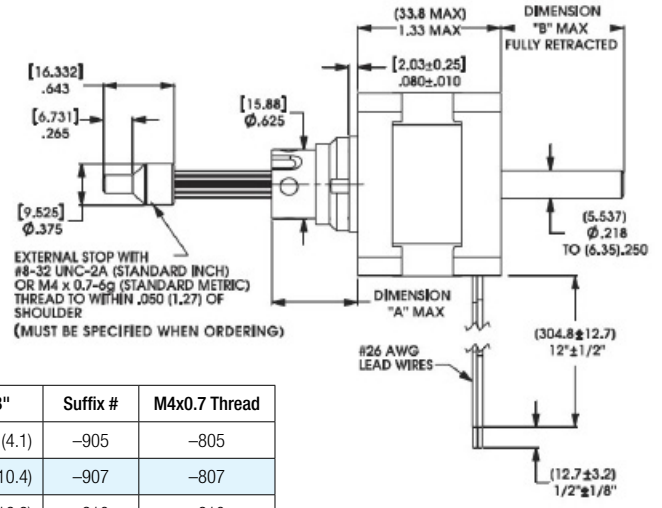 (33.8 MAX)
1.33 MAX
DIMENSION
"B" MAX
FULLY RETRACTED
[2.03±0.25]
.080±.010
[16.332]
.643
[6.731]
.265
[15.88]
Ø.625
[9.525]
Ø.375
(5.537)
Ø.218
TO (6.35).250
EXTERNAL STOP WITH
#8-32 UNC-2A (STANDARD INCH)
OR M4 x 0.7-6g (STANDARD METRIC)
THREAD TO WITHIN .050 (1.27) OF
SHOULDER
(MUST BE SPECIFIED WHEN ORDERING)
DIMENSION
"A" MAX
(304.8±12.7)
12"±1/2"
#26 AWG
LEAD WIRES
(12.7±3.2)
1/2"±1/8"
Suffix # M4x0.7 Thread
(4.1) –905 –805
10.4) –907 –807